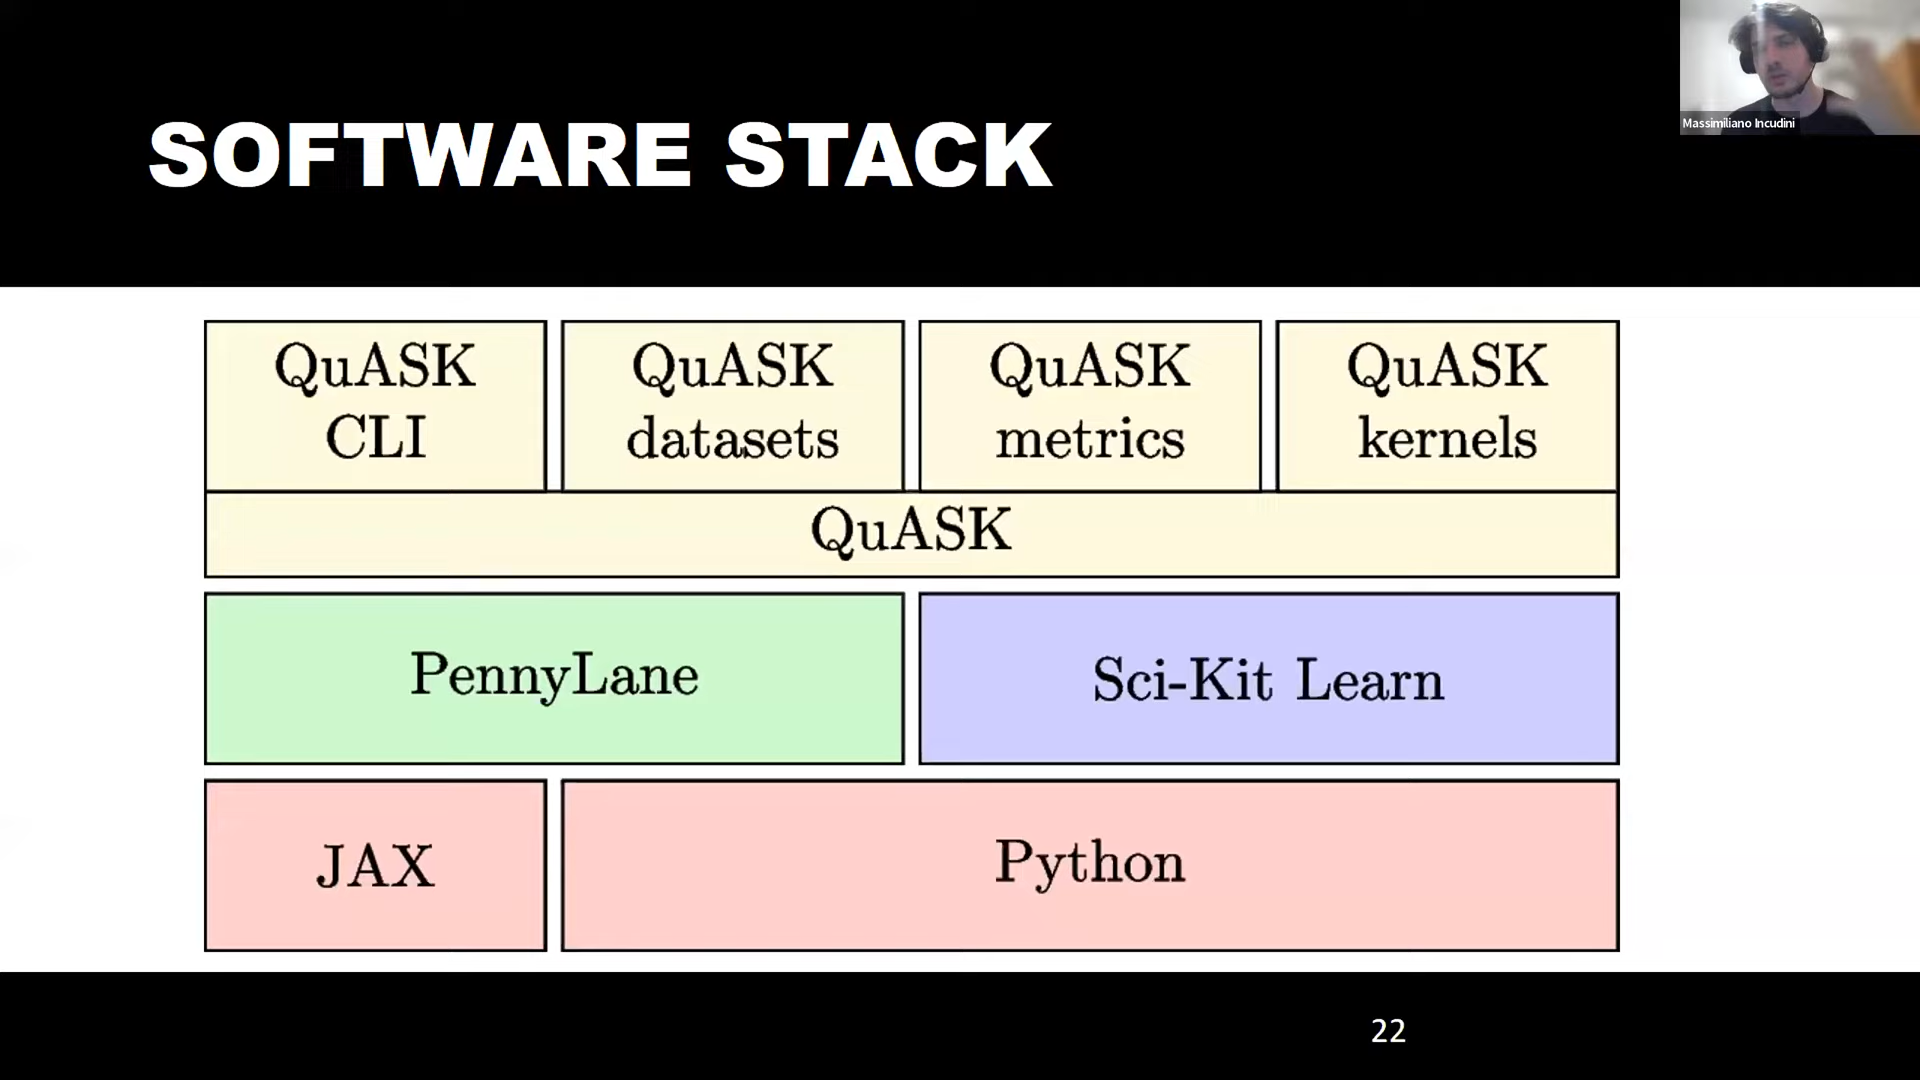 SOFTWARE STACK
Massimiliano Incudini
QuASK
CLI
QuASK
datasets
QuASK
metrics
QuASK
kernels
QuASK
PennyLane
Sci-Kit Learn
JAX
Python
22